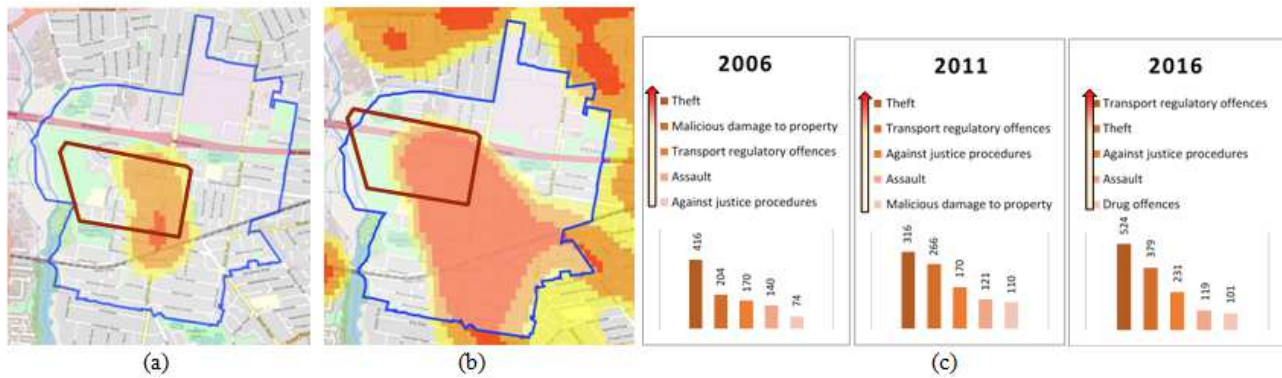 2006
Theft
Malicious damage to property
Transport regulatory offences
Assault
Against justice procedures
416
204
170
140
74
2011
Theft
Transport regulatory offences
Against justice procedures
Assault
Malicious damage to property
316
266
170
121
110
2016
Transport regulatory offences
Theft
Against justice procedures
Assault
Drug offences
524
379
231
119
101
(a)
(b)
(c)